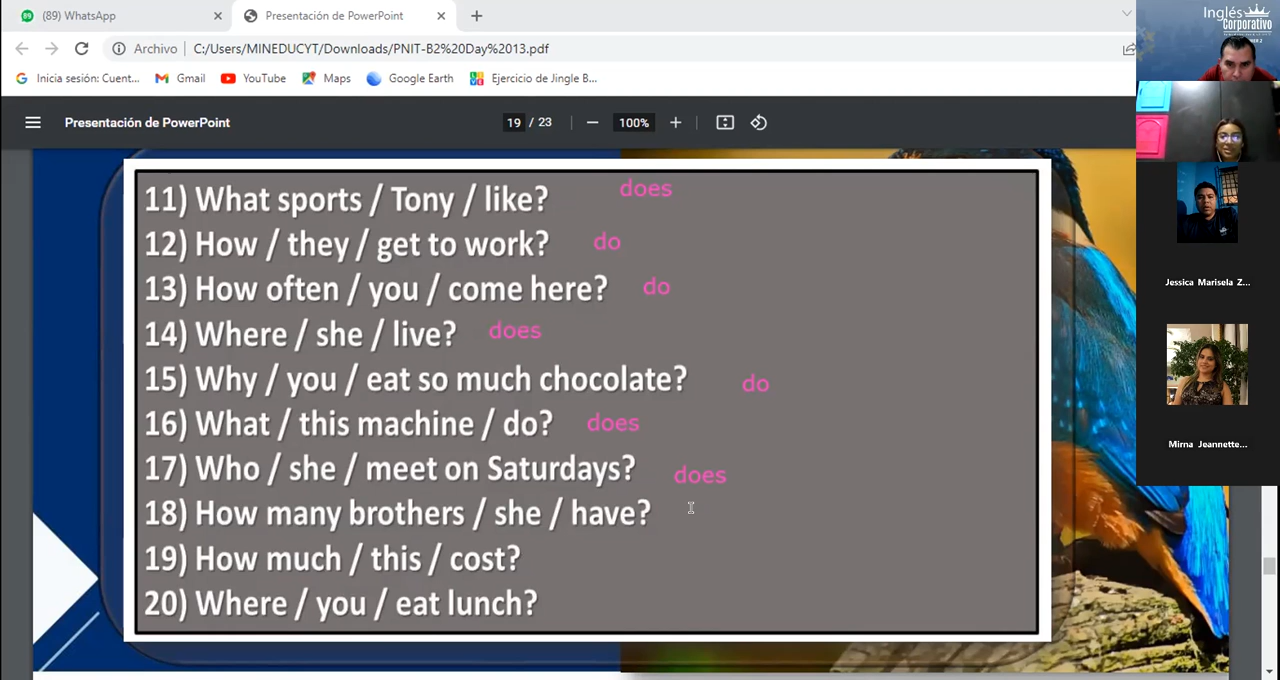 (89) WhatsApp
Presentación de PowerPoint
Archivo
C:/Users/MINEDUCYT/Downloads/PNIT-B2%20Day%2013.pdf
Inicia sesión: Cuent...
Gmail
YouTube
Maps
Google Earth
Ejercicio de Jingle B...
Presentación de PowerPoint
19 / 23
100%
11) What sports / Tony / like? does
12) How / they / get to work? do
13) How often / you / come here? do
14) Where / she / live? does
15) Why / you / eat so much chocolate? do
16) What / this machine / do? does
17) Who / she / meet on Saturdays? does
18) How many brothers / she / have?
19) How much / this / cost?
20) Where / you / eat lunch?
Inglés
Corporativo
Jessica Marisela Z...
Mirna Jeannette...